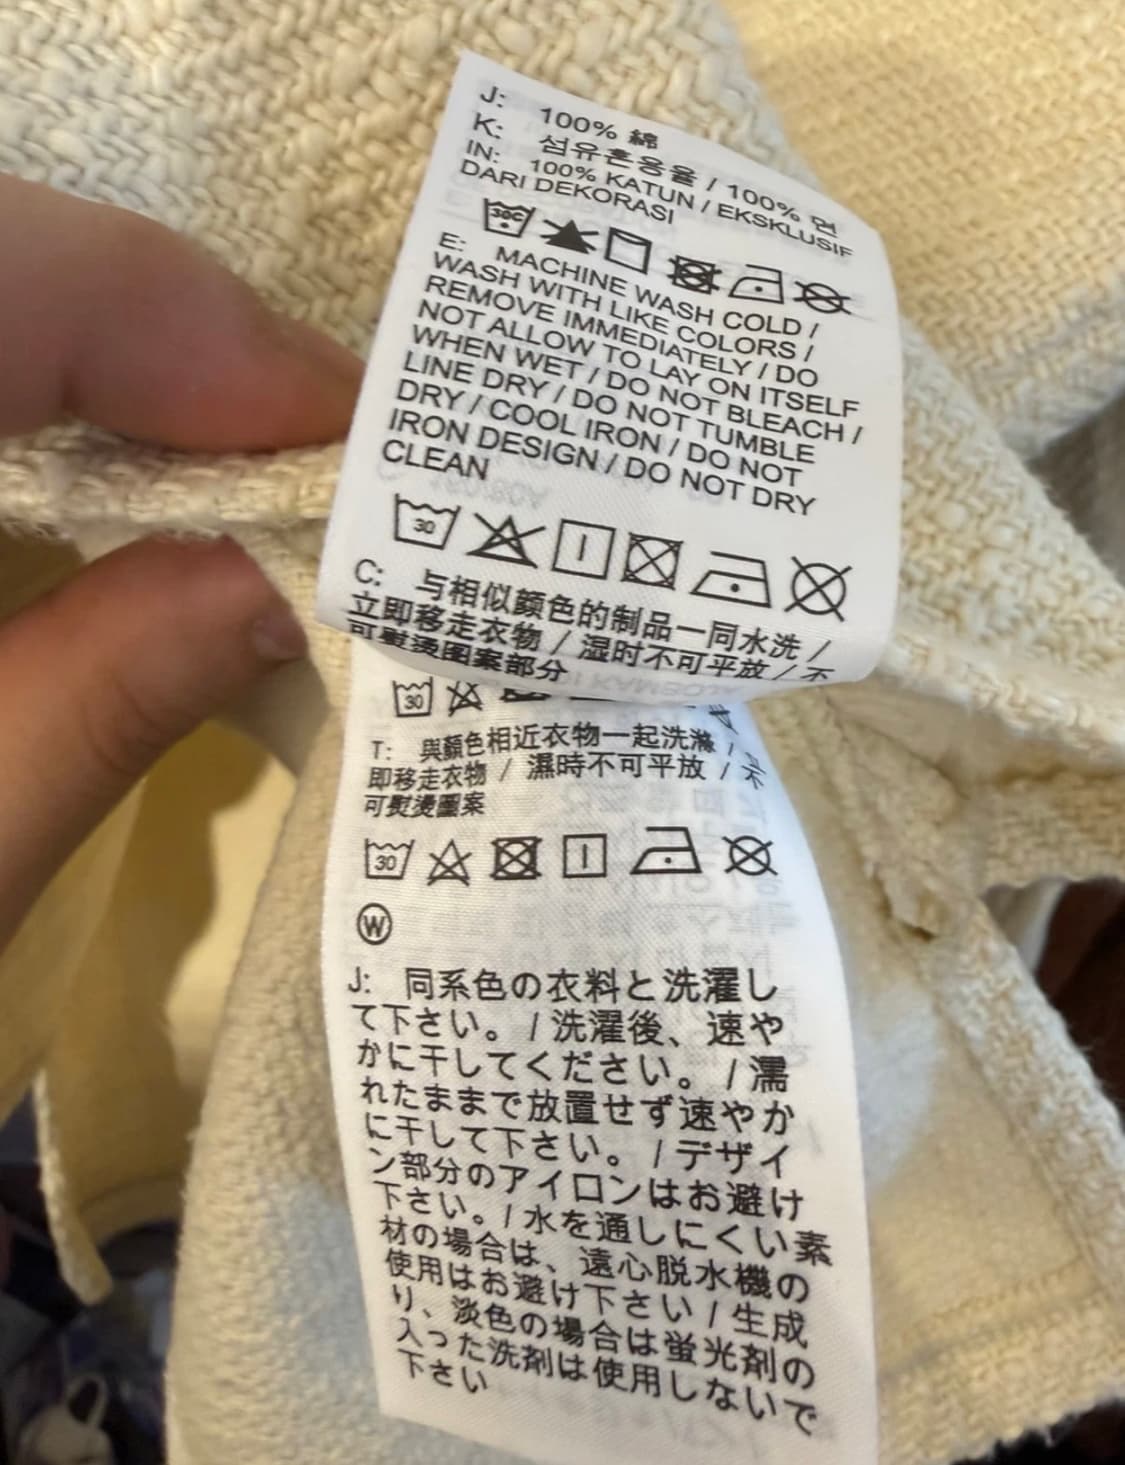 J: 100% 綿
K: 섬유혼용율 / 100% 면
IN: 100% KATUN / EKSKLUSIF
DARI DEKORASI
30C
E: MACHINE WASH COLD /
WASH WITH LIKE COLORS /
REMOVE IMMEDIATELY / DO
NOT ALLOW TO LAY ON ITSELF
WHEN WET / DO NOT BLEACH /
LINE DRY / DO NOT TUMBLE
DRY / COOL IRON / DO NOT
IRON DESIGN / DO NOT DRY
CLEAN
30
C: 与相似颜色的制品一同水洗 /
立即移走衣物 / 湿时不可平放 / 不
可熨烫图案部分
30
T: 與顏色相近衣物一起洗滌 / 立
即移走衣物 / 濕時不可平放 / 不
可熨燙圖案
30
W
J: 同系色の衣料と洗濯し
て下さい。 / 洗濯後、速や
かに干してください。 / 濡
れたままで放置せず速やか
に干して下さい。 / デザイ
ン部分のアイロンはお避け
下さい。 / 水を通しにくい素
材の場合は、遠心脱水機の
使用はお避け下さい / 生成
り、淡色の場合は蛍光剤の
入った洗剤は使用しないで
下さい